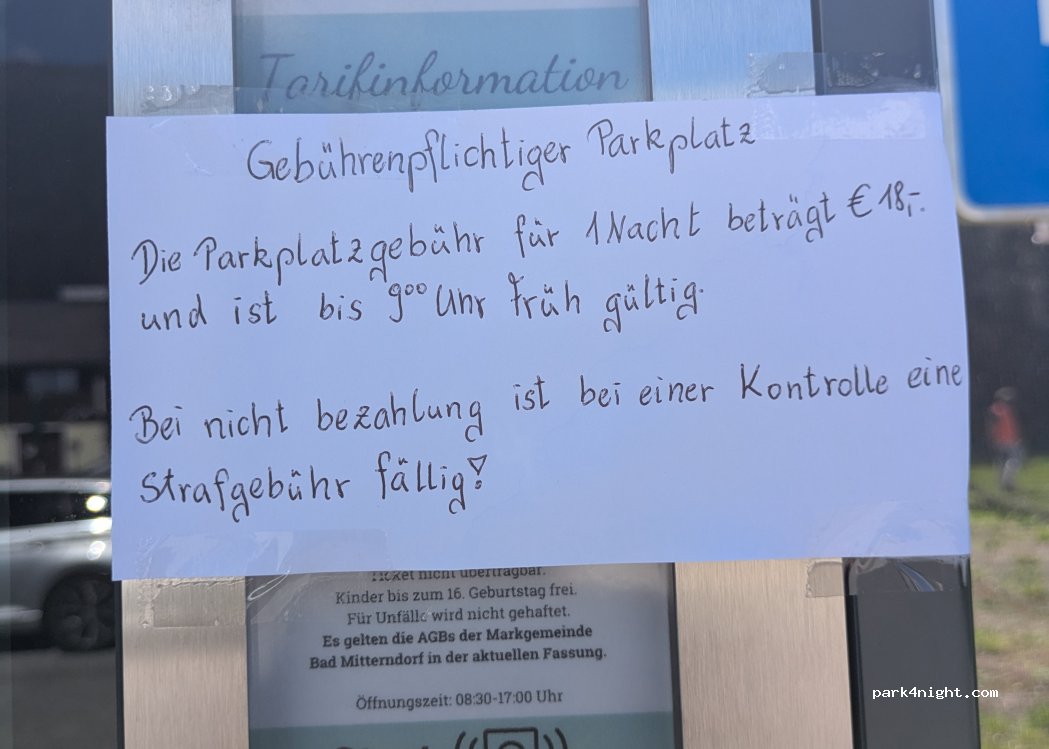 Tarifinformation
Gebührenpflichtiger Parkplatz
Die Parkplatzgebühr für 1 Nacht beträgt € 18,-.
und ist bis 9⁰⁰ Uhr früh gültig.
Bei nicht bezahlung ist bei einer Kontrolle eine
Strafgebühr fällig!
Ticket nicht übertragbar.
Kinder bis zum 16. Geburtstag frei.
Für Unfälle wird nicht gehaftet.
Es gelten die AGBs der Markgemeinde
Bad Mitterndorf in der aktuellen Fassung.
Öffnungszeit: 08:30-17:00 Uhr
park4night.com